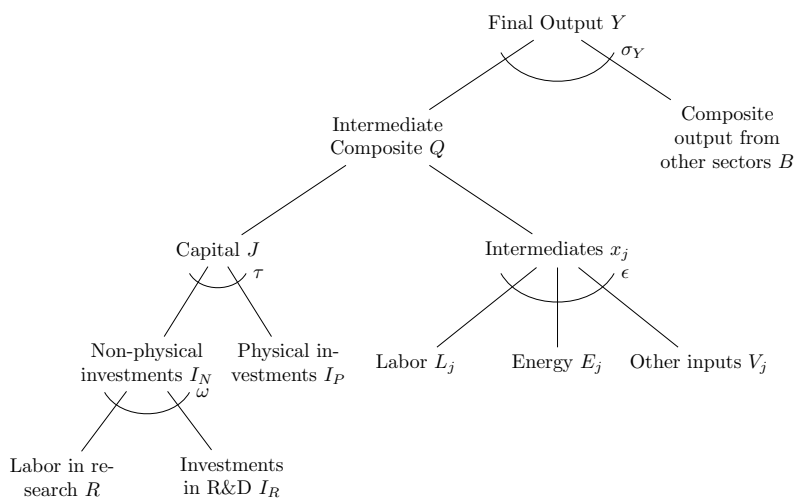 Final Output Y
σ_Y
Intermediate
Composite Q
Composite
output from
other sectors B
Capital J
τ
Intermediates x_j
ϵ
Non-physical
investments I_N
ω
Physical in-
vestments I_P
Labor L_j
Energy E_j
Other inputs V_j
Labor in re-
search R
Investments
in R&D I_R